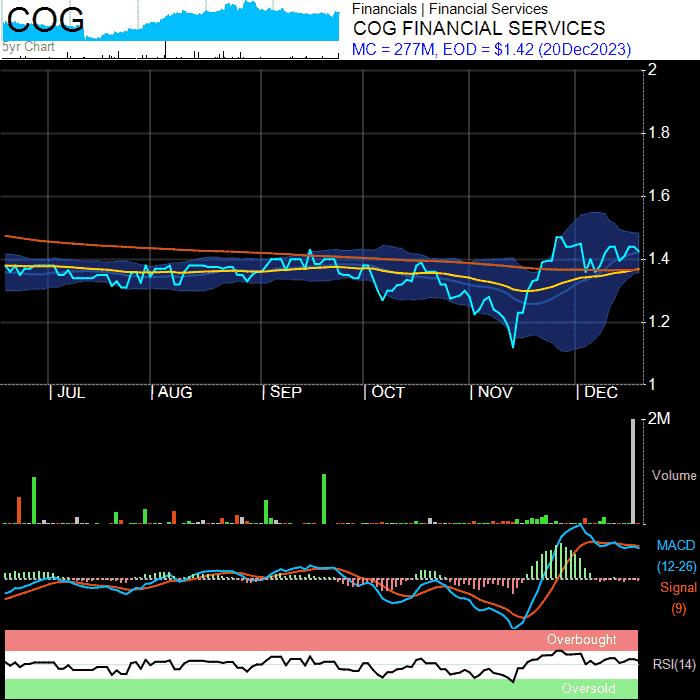 COG
5yr Chart
Financials | Financial Services
COG FINANCIAL SERVICES
MC = 277M, EOD = $1.42 (20Dec2023)
2
1.8
1.6
1.4
1.2
1
| JUL | AUG | SEP | OCT | NOV | DEC
2M
Volume
MACD
(12-26)
Signal
(9)
Overbought
RSI(14)
Oversold